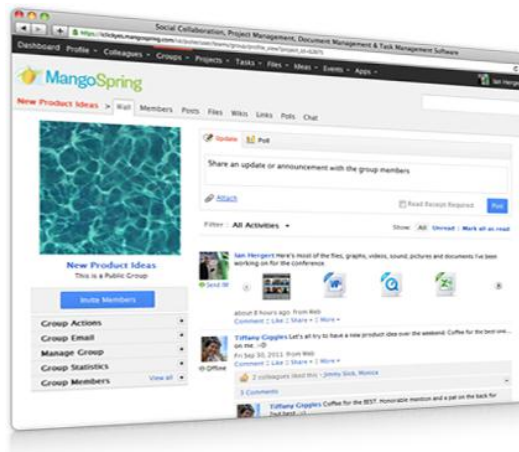 Social Collaboration, Project Management, Document Management & Task Management Software
Dashboard Profile Colleagues Groups Projects Tasks Files Ideas Events Apps
MangoSpring
New Product Ideas > Wall Members Posts Files Wikis Links Polls Chat
Update Poll
Share an update or announcement with the group members
Attach
Read Receipt Required
Post
Filter : All Activities
Show: All Unread | Mark all as read
New Product Ideas
This is a Public Group
Invite Members
Group Actions
Group Email
Manage Group
Group Statistics
Group Members View all
Ian Hergert Here's most of the files, graphs, videos, sound, pictures and documents I've been
working on for the conference
Send IM
about 8 hours ago from Web
Comment Like Share More
Tiffany Giggles Let's all try to have a new product idea over the weekend. Coffee for the best one...
on me. :-D
Fri Sep 30, 2011 from Web
Comment Like Share More
Offline
2 colleagues liked this - Jimmy Slick, Monica
3 Comments
Tiffany Giggles Coffee for the BEST. Honorable mention and a pat on the back for
2nd best...